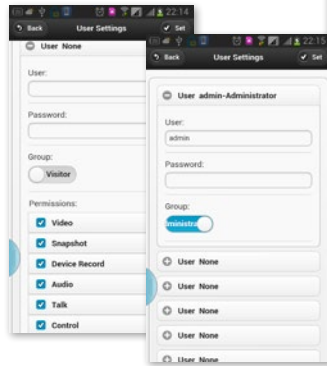 22:14
Back User Settings Set
User None
User:
Password:
Group:
Visitor
Permissions:
Video
Snapshot
Device Record
Audio
Talk
Control
22:15
Back User Settings Set
User admin-Administrator
User:
admin
Password:
Group:
ministra
User None
User None
User None
User None
User None